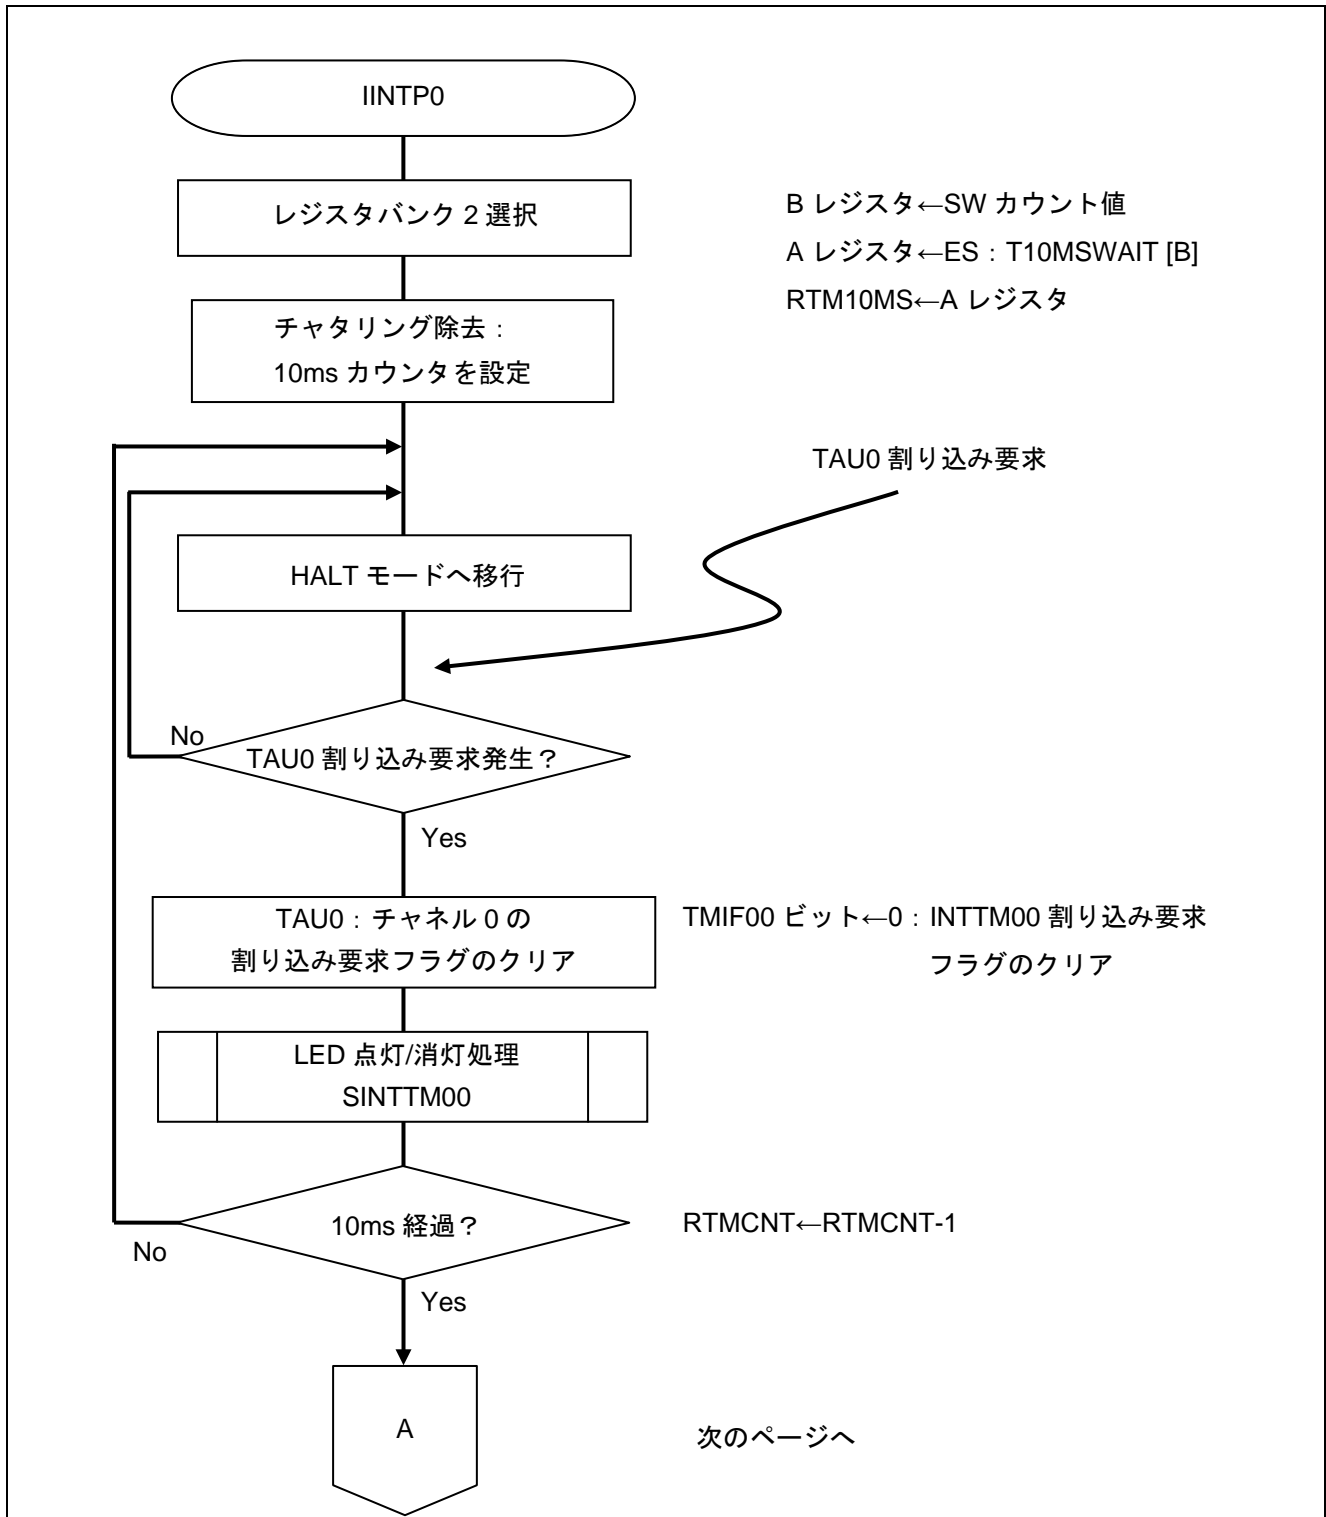 IINTP0
レジスタバンク 2 選択
B レジスタ←SW カウント値
A レジスタ←ES:T10MSWAIT [B]
RTM10MS←A レジスタ
チャタリング除去:
10ms カウンタを設定
TAU0 割り込み要求
HALT モードへ移行
No
TAU0 割り込み要求発生?
Yes
TAU0:チャネル 0 の
割り込み要求フラグのクリア
TMIF00 ビット←0:INTTM00 割り込み要求
フラグのクリア
LED 点灯/消灯処理
SINTTM00
10ms 経過?
RTMCNT←RTMCNT-1
No
Yes
A
次のページへ